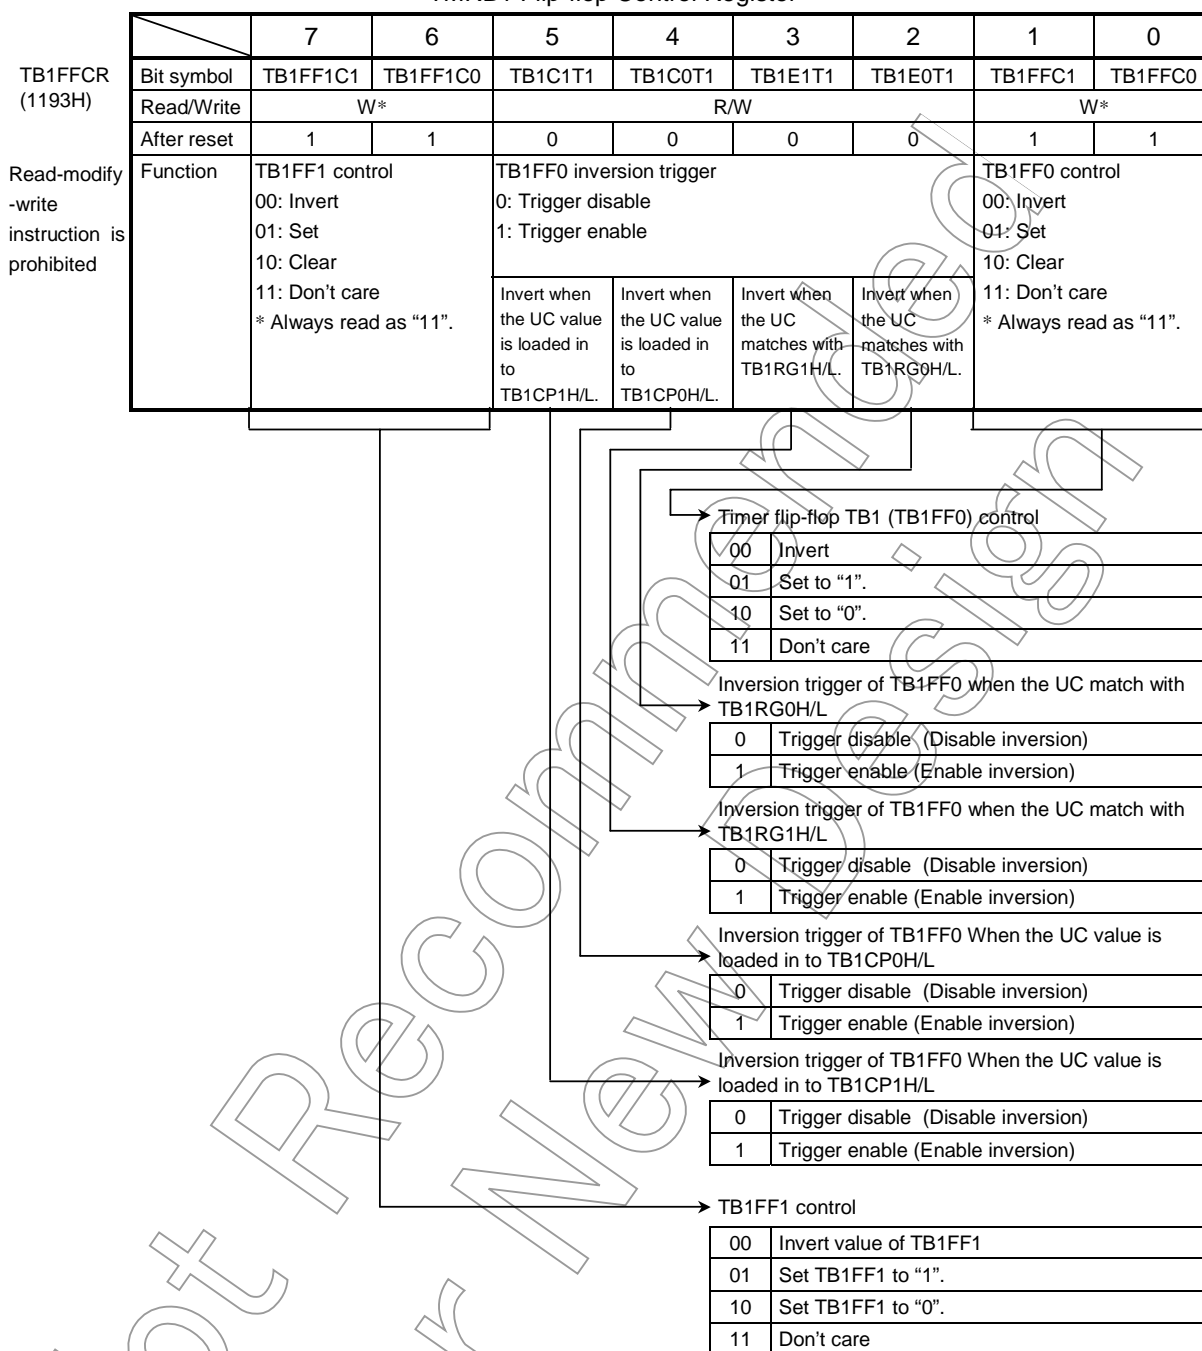 7 6 5 4 3 2 1 0
TB1FFCR
(1193H)
Bit symbol TB1FF1C1 TB1FF1C0 TB1C1T1 TB1C0T1 TB1E1T1 TB1E0T1 TB1FFC1 TB1FFC0
Read/Write W* R/W W*
After reset 1 1 0 0 0 0 1 1
Read-modify
-write
instruction is
prohibited
Function
TB1FF1 control
00: Invert
01: Set
10: Clear
11: Don't care
* Always read as “11”.
TB1FF0 inversion trigger
0: Trigger disable
1: Trigger enable
Invert when
the UC value
is loaded in
to
TB1CP1H/L.
Invert when
the UC value
is loaded in
to
TB1CP0H/L.
Invert when
the UC
matches with
TB1RG1H/L.
Invert when
the UC
matches with
TB1RG0H/L.
TB1FF0 control
00: Invert
01: Set
10: Clear
11: Don't care
* Always read as “11”.
Timer flip-flop TB1 (TB1FF0) control
00 Invert
01 Set to “1”.
10 Set to “0”.
11 Don't care
Inversion trigger of TB1FF0 when the UC match with
TB1RG0H/L
0 Trigger disable (Disable inversion)
1 Trigger enable (Enable inversion)
Inversion trigger of TB1FF0 when the UC match with
TB1RG1H/L
0 Trigger disable (Disable inversion)
1 Trigger enable (Enable inversion)
Inversion trigger of TB1FF0 When the UC value is
loaded in to TB1CP0H/L
0 Trigger disable (Disable inversion)
1 Trigger enable (Enable inversion)
Inversion trigger of TB1FF0 When the UC value is
loaded in to TB1CP1H/L
0 Trigger disable (Disable inversion)
1 Trigger enable (Enable inversion)
TB1FF1 control
00 Invert value of TB1FF1
01 Set TB1FF1 to “1”.
10 Set TB1FF1 to “0”.
11 Don't care
Recommended
New Design